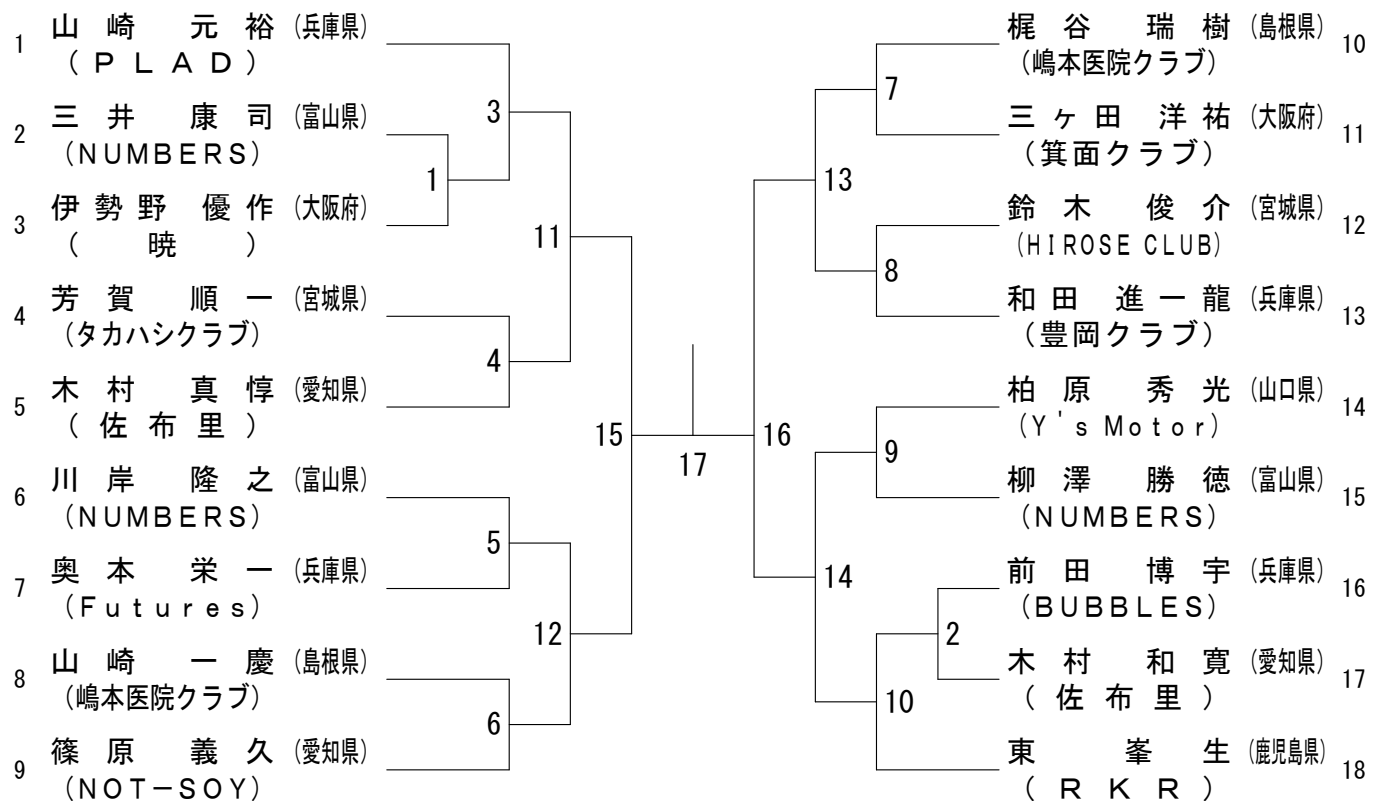 1 山崎 元裕 (兵庫県)
(PLAD)
2 三井 康司 (富山県)
(NUMBERS)
3 伊勢野 優作 (大阪府)
(暁)
4 芳賀 順一 (宮城県)
(タカハシクラブ)
5 木村 真惇 (愛知県)
(佐布里)
6 川岸 隆之 (富山県)
(NUMBERS)
7 奥本 栄一 (兵庫県)
(Futures)
8 山崎 一慶 (島根県)
(嶋本医院クラブ)
9 篠原 義久 (愛知県)
(NOT-SOY)
3
1
11
4
15
5
12
6
17
7
13
8
16
9
14
2
10
梶谷 瑞樹 (島根県) 10
(嶋本医院クラブ)
三ヶ田 洋祐 (大阪府) 11
(箕面クラブ)
鈴木 俊介 (宮城県) 12
(HIROSE CLUB)
和田 進一龍 (兵庫県) 13
(豊岡クラブ)
柏原 秀光 (山口県) 14
(Y's Motor)
柳澤 勝徳 (富山県) 15
(NUMBERS)
前田 博宇 (兵庫県) 16
(BUBBLES)
木村 和寛 (愛知県) 17
(佐布里)
東 峯生 (鹿児島県) 18
(RKR)